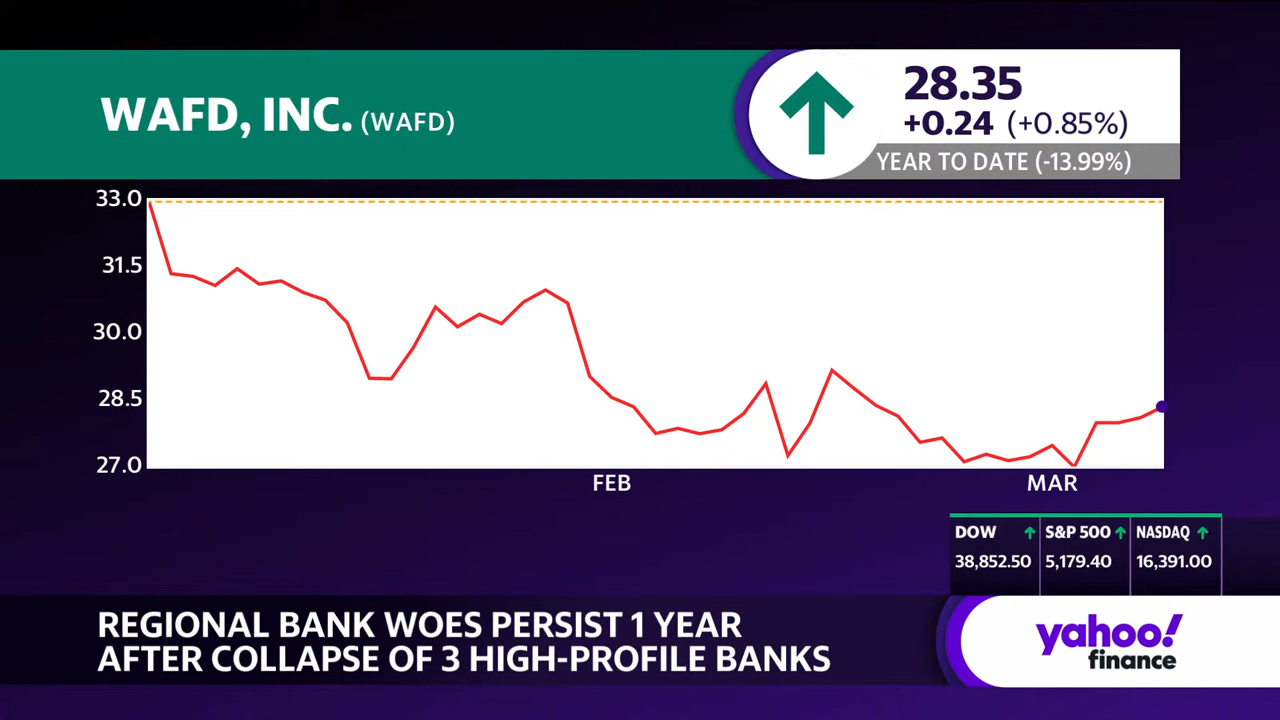 WAFD, INC. (WAFD)
28.35
+0.24 (+0.85%)
YEAR TO DATE (-13.99%)
33.0
31.5
30.0
28.5
27.0
FEB MAR
DOW S&P 500 NASDAQ
38,852.50 5,179.40 16,391.00
REGIONAL BANK WOES PERSIST 1 YEAR
AFTER COLLAPSE OF 3 HIGH-PROFILE BANKS
yahoo!
finance